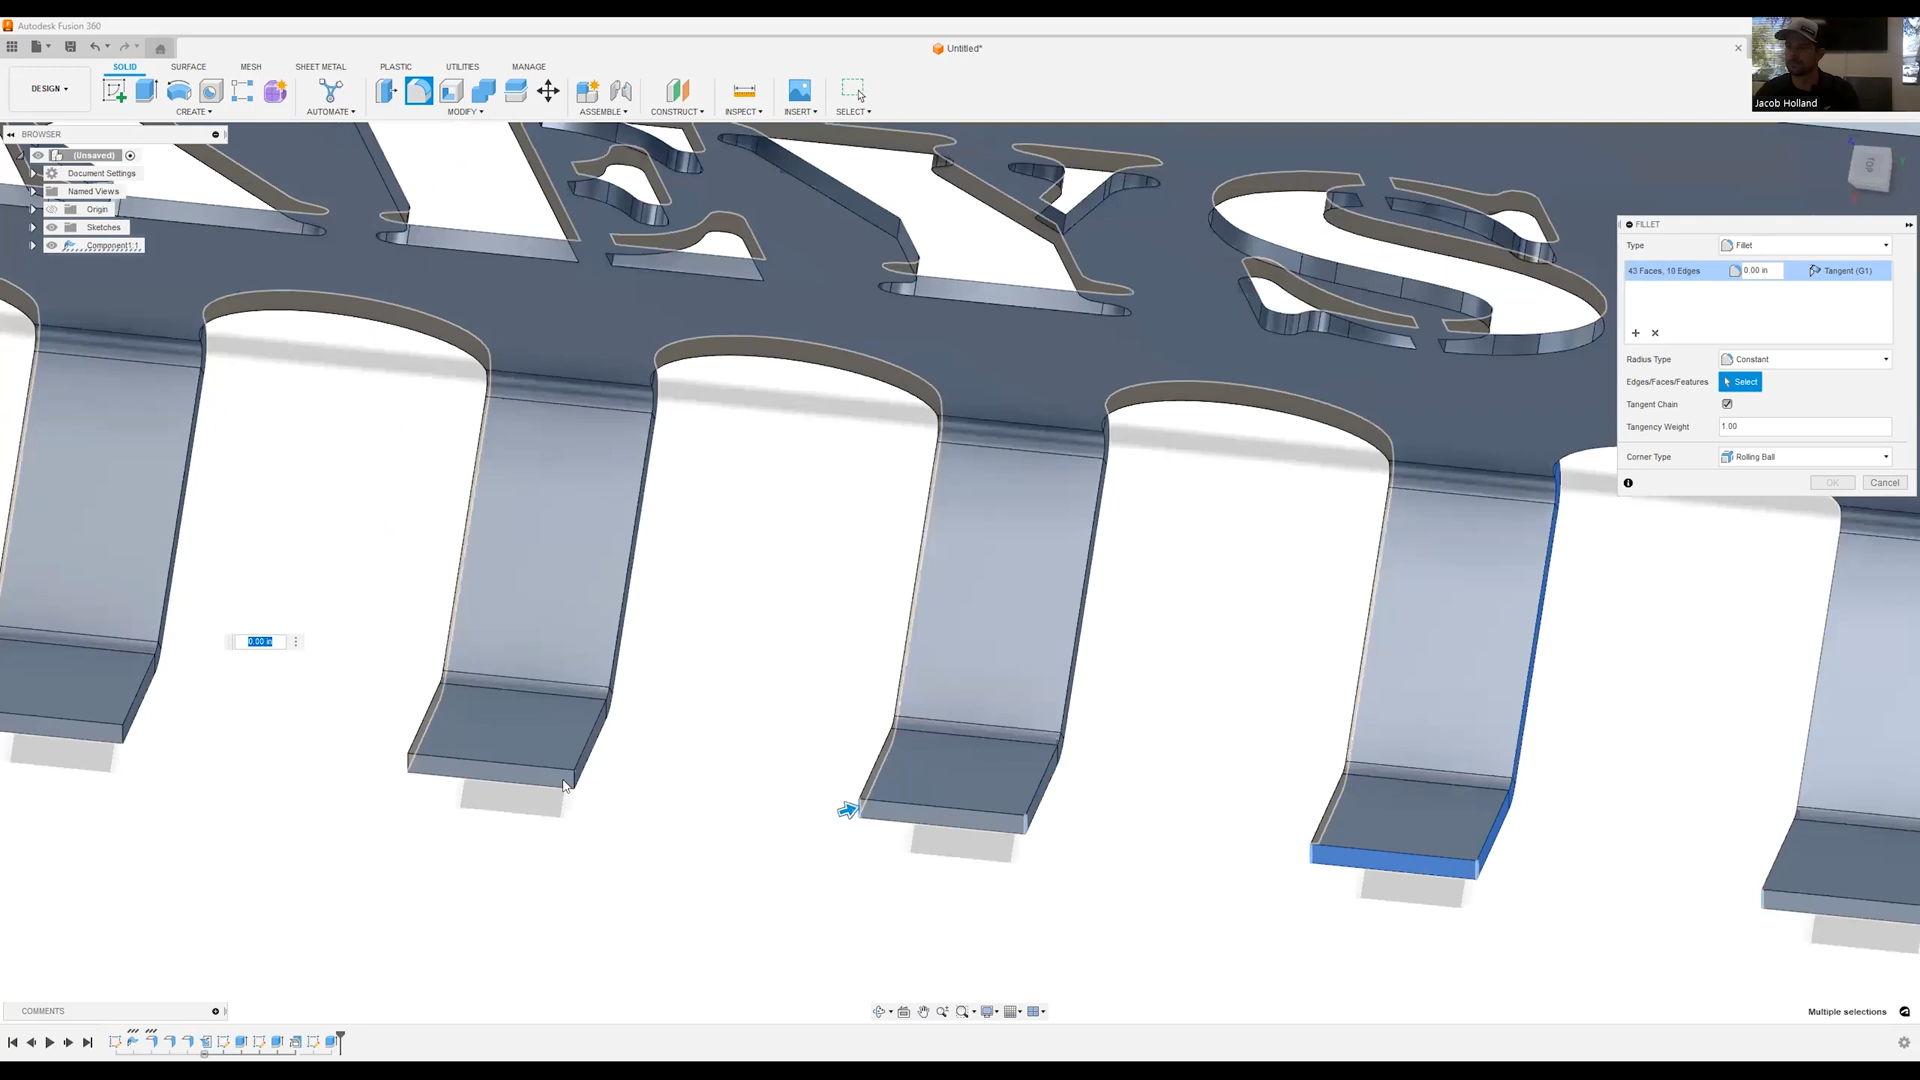 Autodesk Fusion 360
Untitled*
DESIGN
SOLID
SURFACE
MESH
SHEET METAL
PLASTIC
UTILITIES
MANAGE
CREATE
AUTOMATE
MODIFY
ASSEMBLE
CONSTRUCT
INSPECT
INSERT
SELECT
Jacob Holland
BROWSER
(Unsaved)
Document Settings
Named Views
Origin
Sketches
Component1:1
TOP
FILLET
Type Fillet
43 Faces, 10 Edges 0.00 in Tangent (G1)
Radius Type Constant
Edges/Faces/Features Select
Tangent Chain
Tangency Weight 1.00
Corner Type Rolling Ball
OK Cancel
0.00 in
COMMENTS
Multiple selections